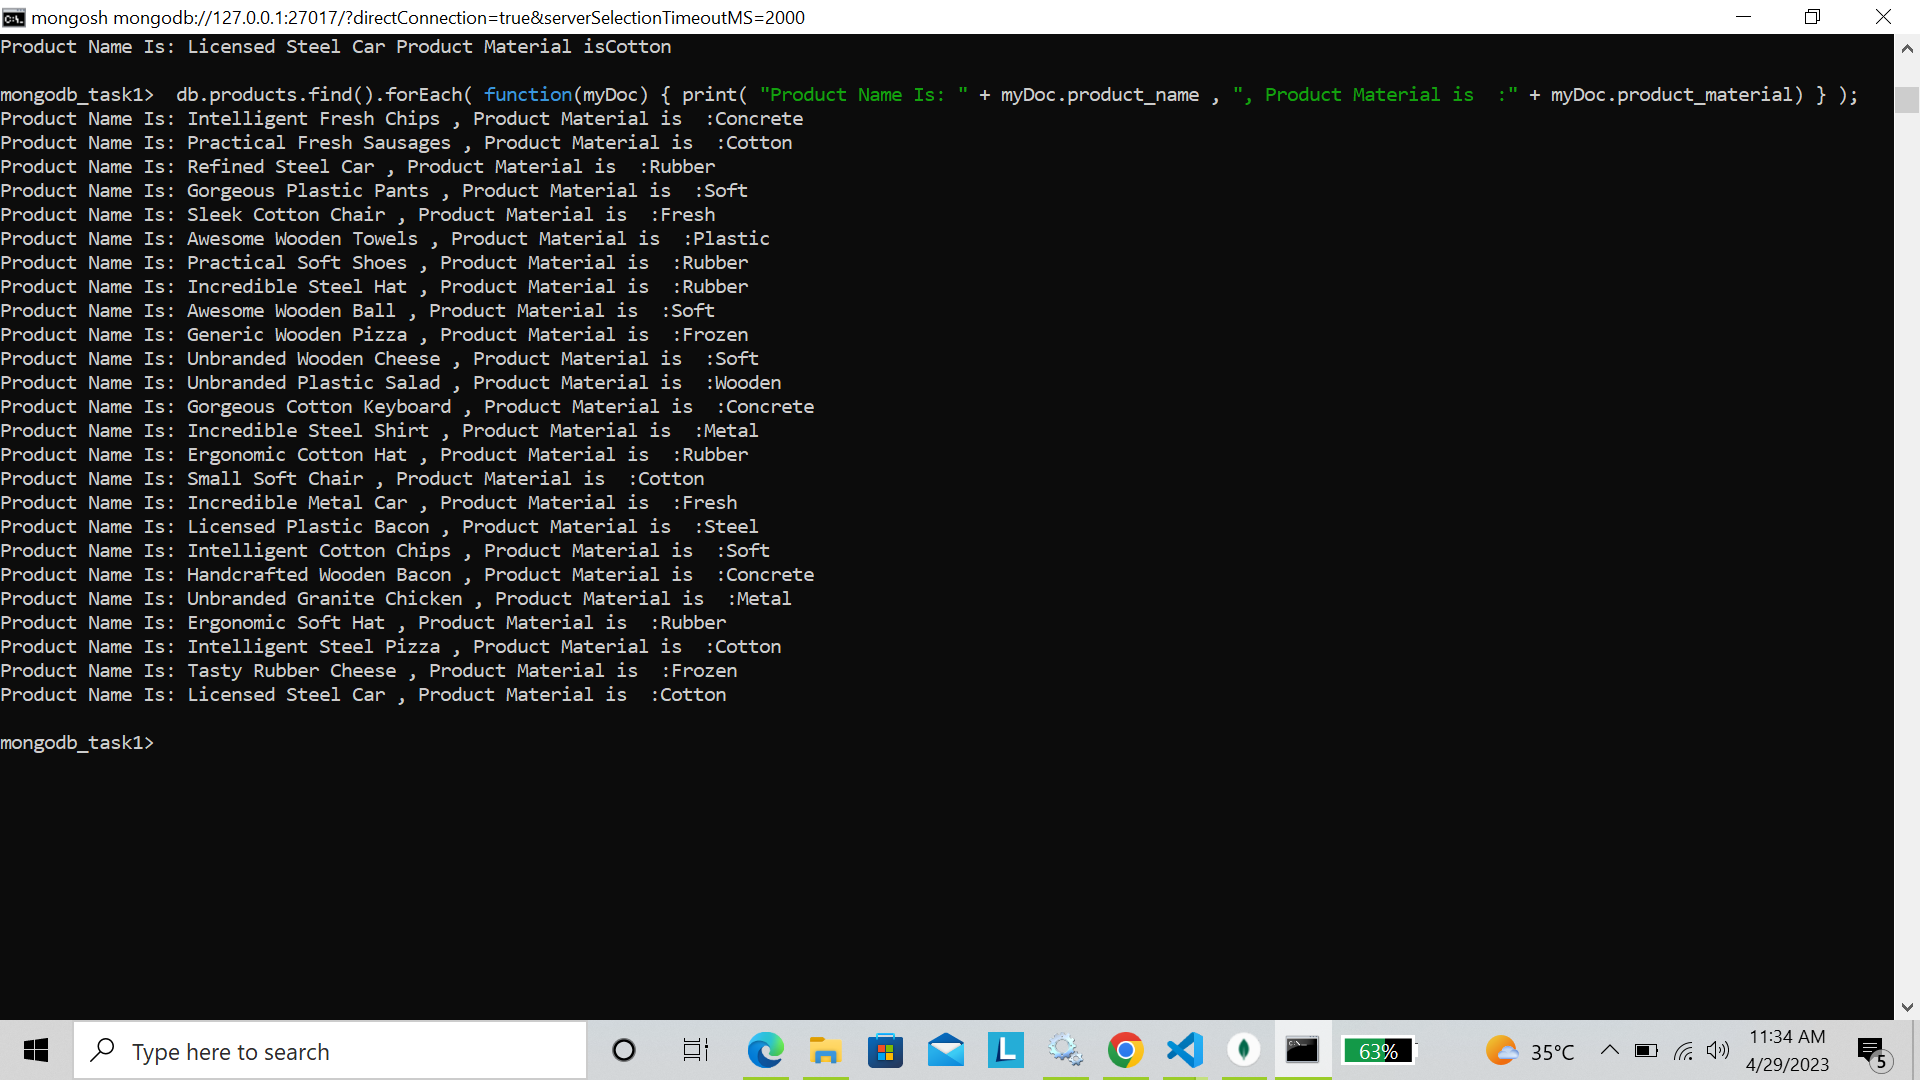 mongosh mongodb://127.0.0.1:27017/?directConnection=true&serverSelectionTimeoutMS=2000
Product Name Is: Licensed Steel Car Product Material isCotton
mongodb_task1>  db.products.find().forEach( function(myDoc) { print( "Product Name Is: " + myDoc.product_name , ", Product Material is  :" + myDoc.product_material) } );
Product Name Is: Intelligent Fresh Chips , Product Material is  :Concrete
Product Name Is: Practical Fresh Sausages , Product Material is  :Cotton
Product Name Is: Refined Steel Car , Product Material is  :Rubber
Product Name Is: Gorgeous Plastic Pants , Product Material is  :Soft
Product Name Is: Sleek Cotton Chair , Product Material is  :Fresh
Product Name Is: Awesome Wooden Towels , Product Material is  :Plastic
Product Name Is: Practical Soft Shoes , Product Material is  :Rubber
Product Name Is: Incredible Steel Hat , Product Material is  :Rubber
Product Name Is: Awesome Wooden Ball , Product Material is  :Soft
Product Name Is: Generic Wooden Pizza , Product Material is  :Frozen
Product Name Is: Unbranded Wooden Cheese , Product Material is  :Soft
Product Name Is: Unbranded Plastic Salad , Product Material is  :Wooden
Product Name Is: Gorgeous Cotton Keyboard , Product Material is  :Concrete
Product Name Is: Incredible Steel Shirt , Product Material is  :Metal
Product Name Is: Ergonomic Cotton Hat , Product Material is  :Rubber
Product Name Is: Small Soft Chair , Product Material is  :Cotton
Product Name Is: Incredible Metal Car , Product Material is  :Fresh
Product Name Is: Licensed Plastic Bacon , Product Material is  :Steel
Product Name Is: Intelligent Cotton Chips , Product Material is  :Soft
Product Name Is: Handcrafted Wooden Bacon , Product Material is  :Concrete
Product Name Is: Unbranded Granite Chicken , Product Material is  :Metal
Product Name Is: Ergonomic Soft Hat , Product Material is  :Rubber
Product Name Is: Intelligent Steel Pizza , Product Material is  :Cotton
Product Name Is: Tasty Rubber Cheese , Product Material is  :Frozen
Product Name Is: Licensed Steel Car , Product Material is  :Cotton
mongodb_task1>
Type here to search
L
63%
35°C
11:34 AM
4/29/2023
5